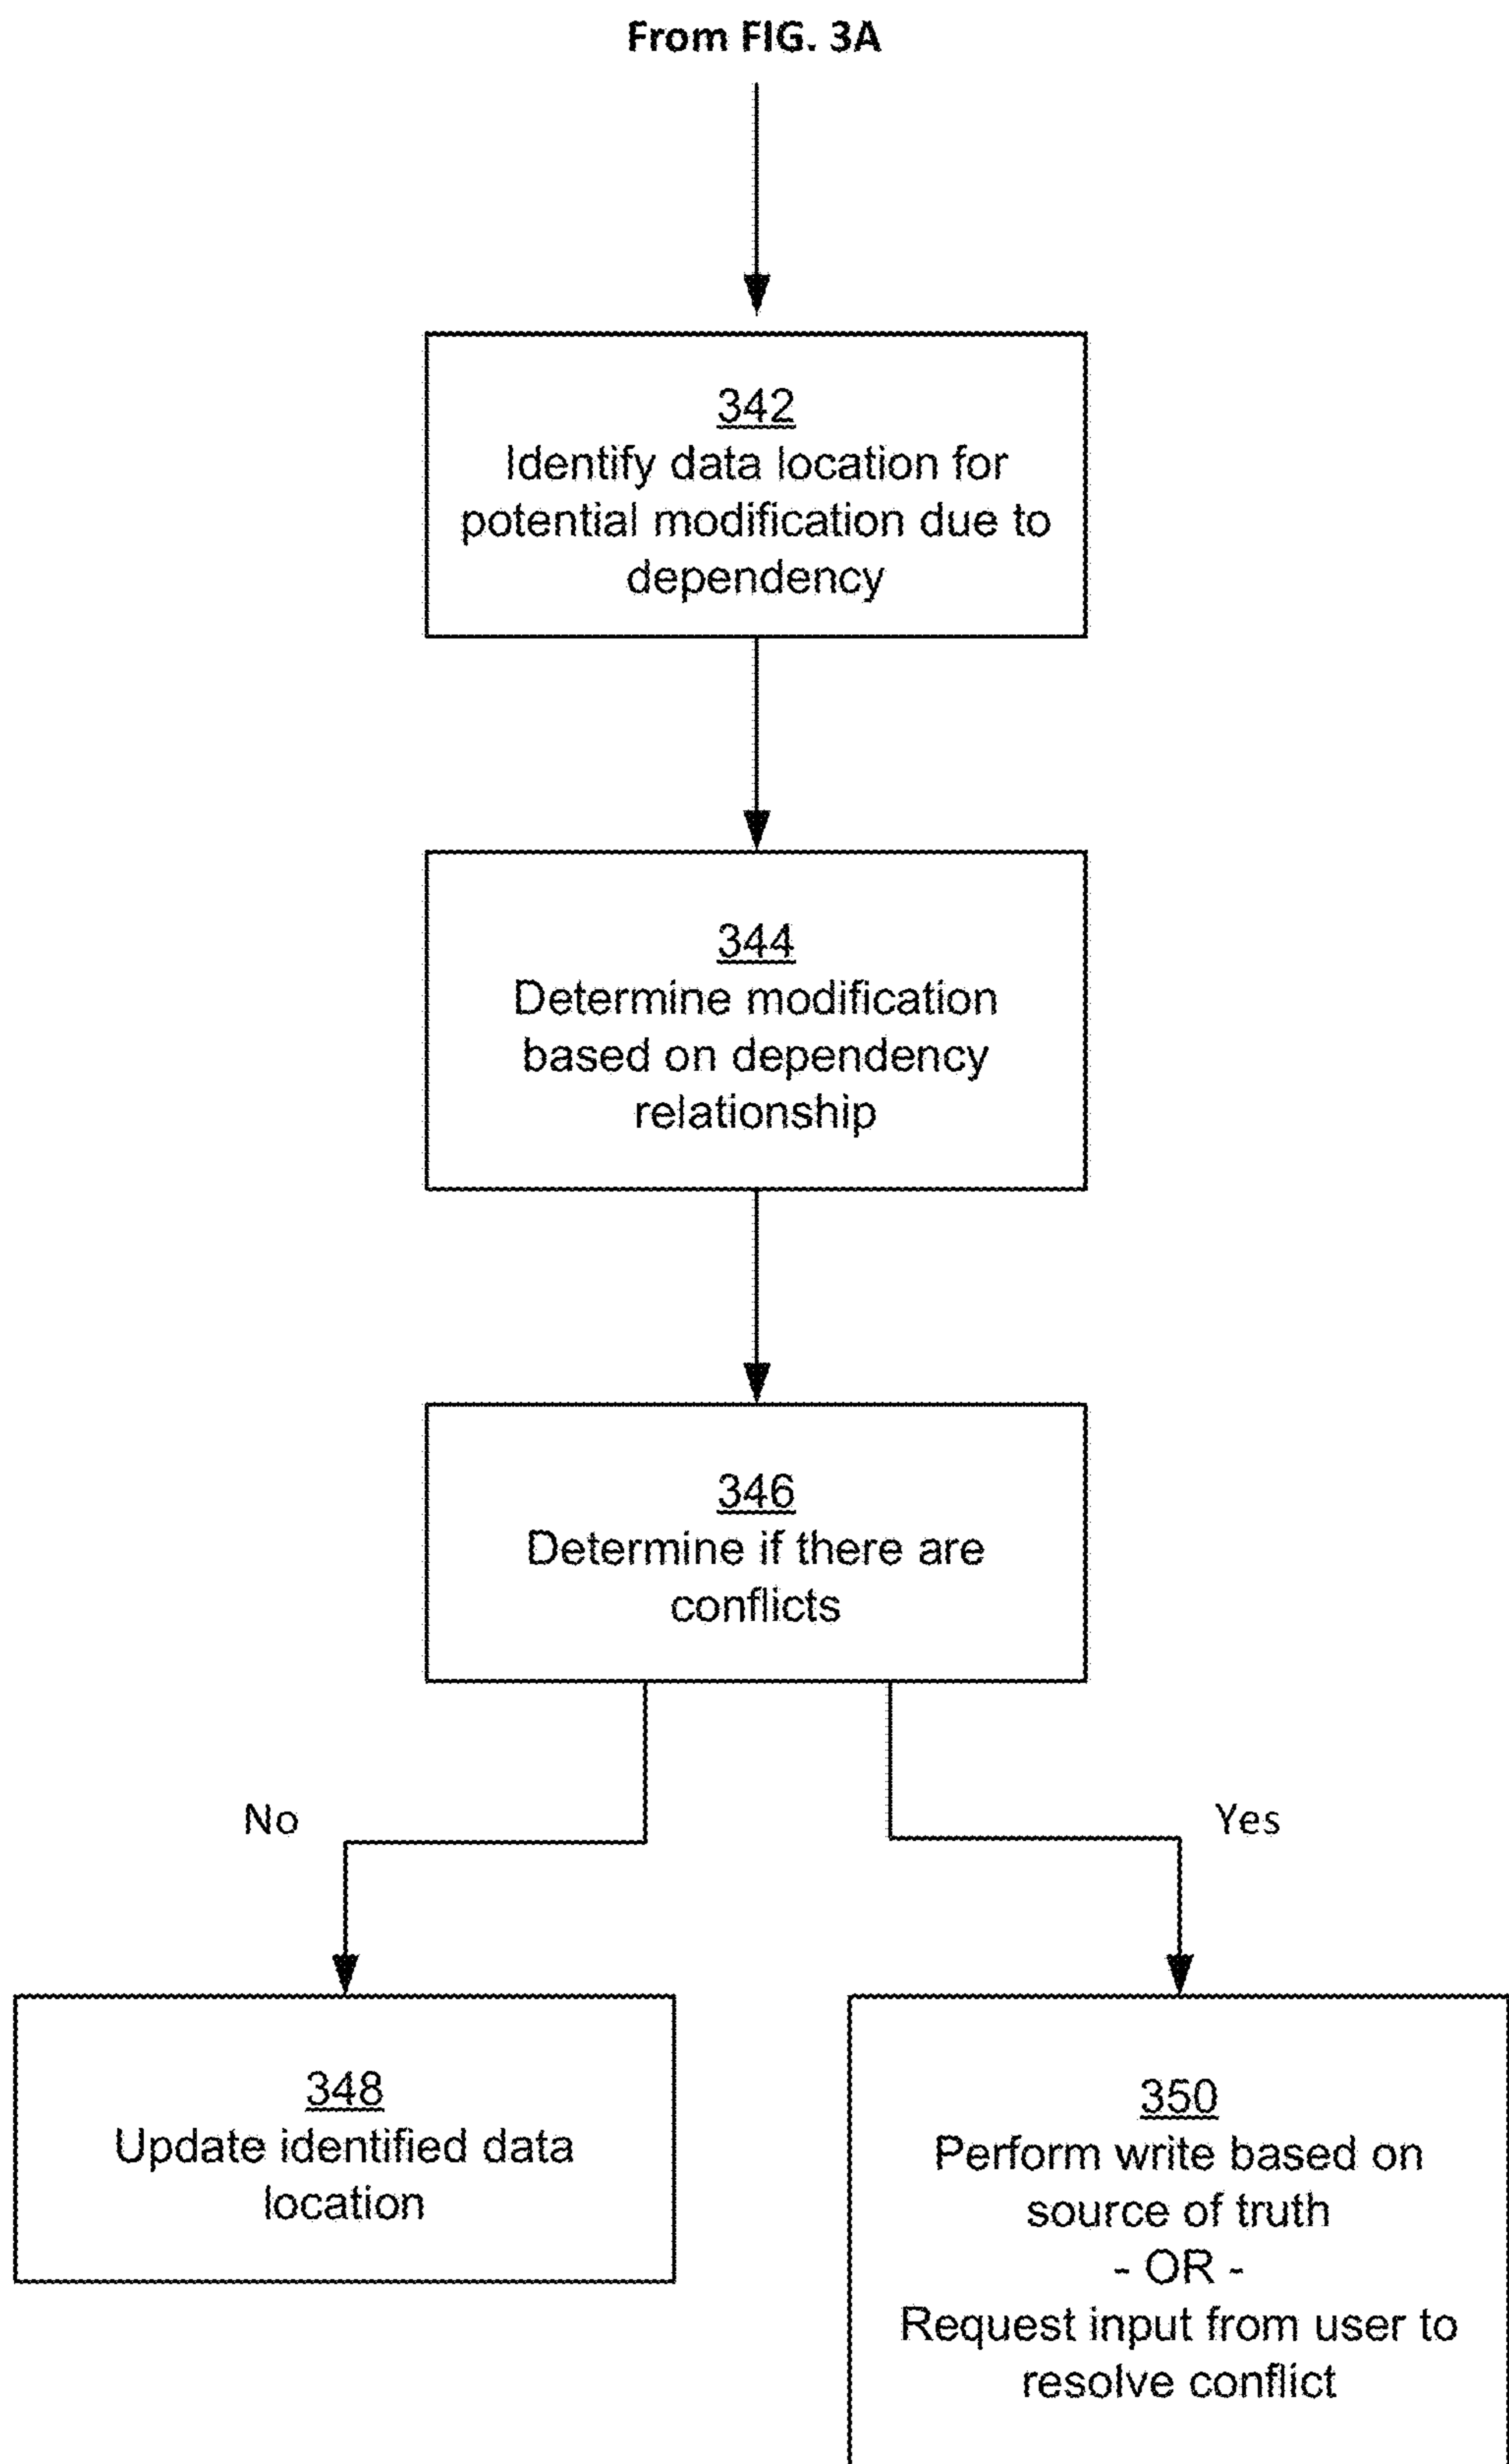 From FIG. 3A
342
Identify data location for
potential modification due to
dependency
344
Determine modification
based on dependency
relationship
346
Determine if there are
conflicts
No
Yes
348
Update identified data
location
350
Perform write based on
source of truth
- OR -
Request input from user to
resolve conflict